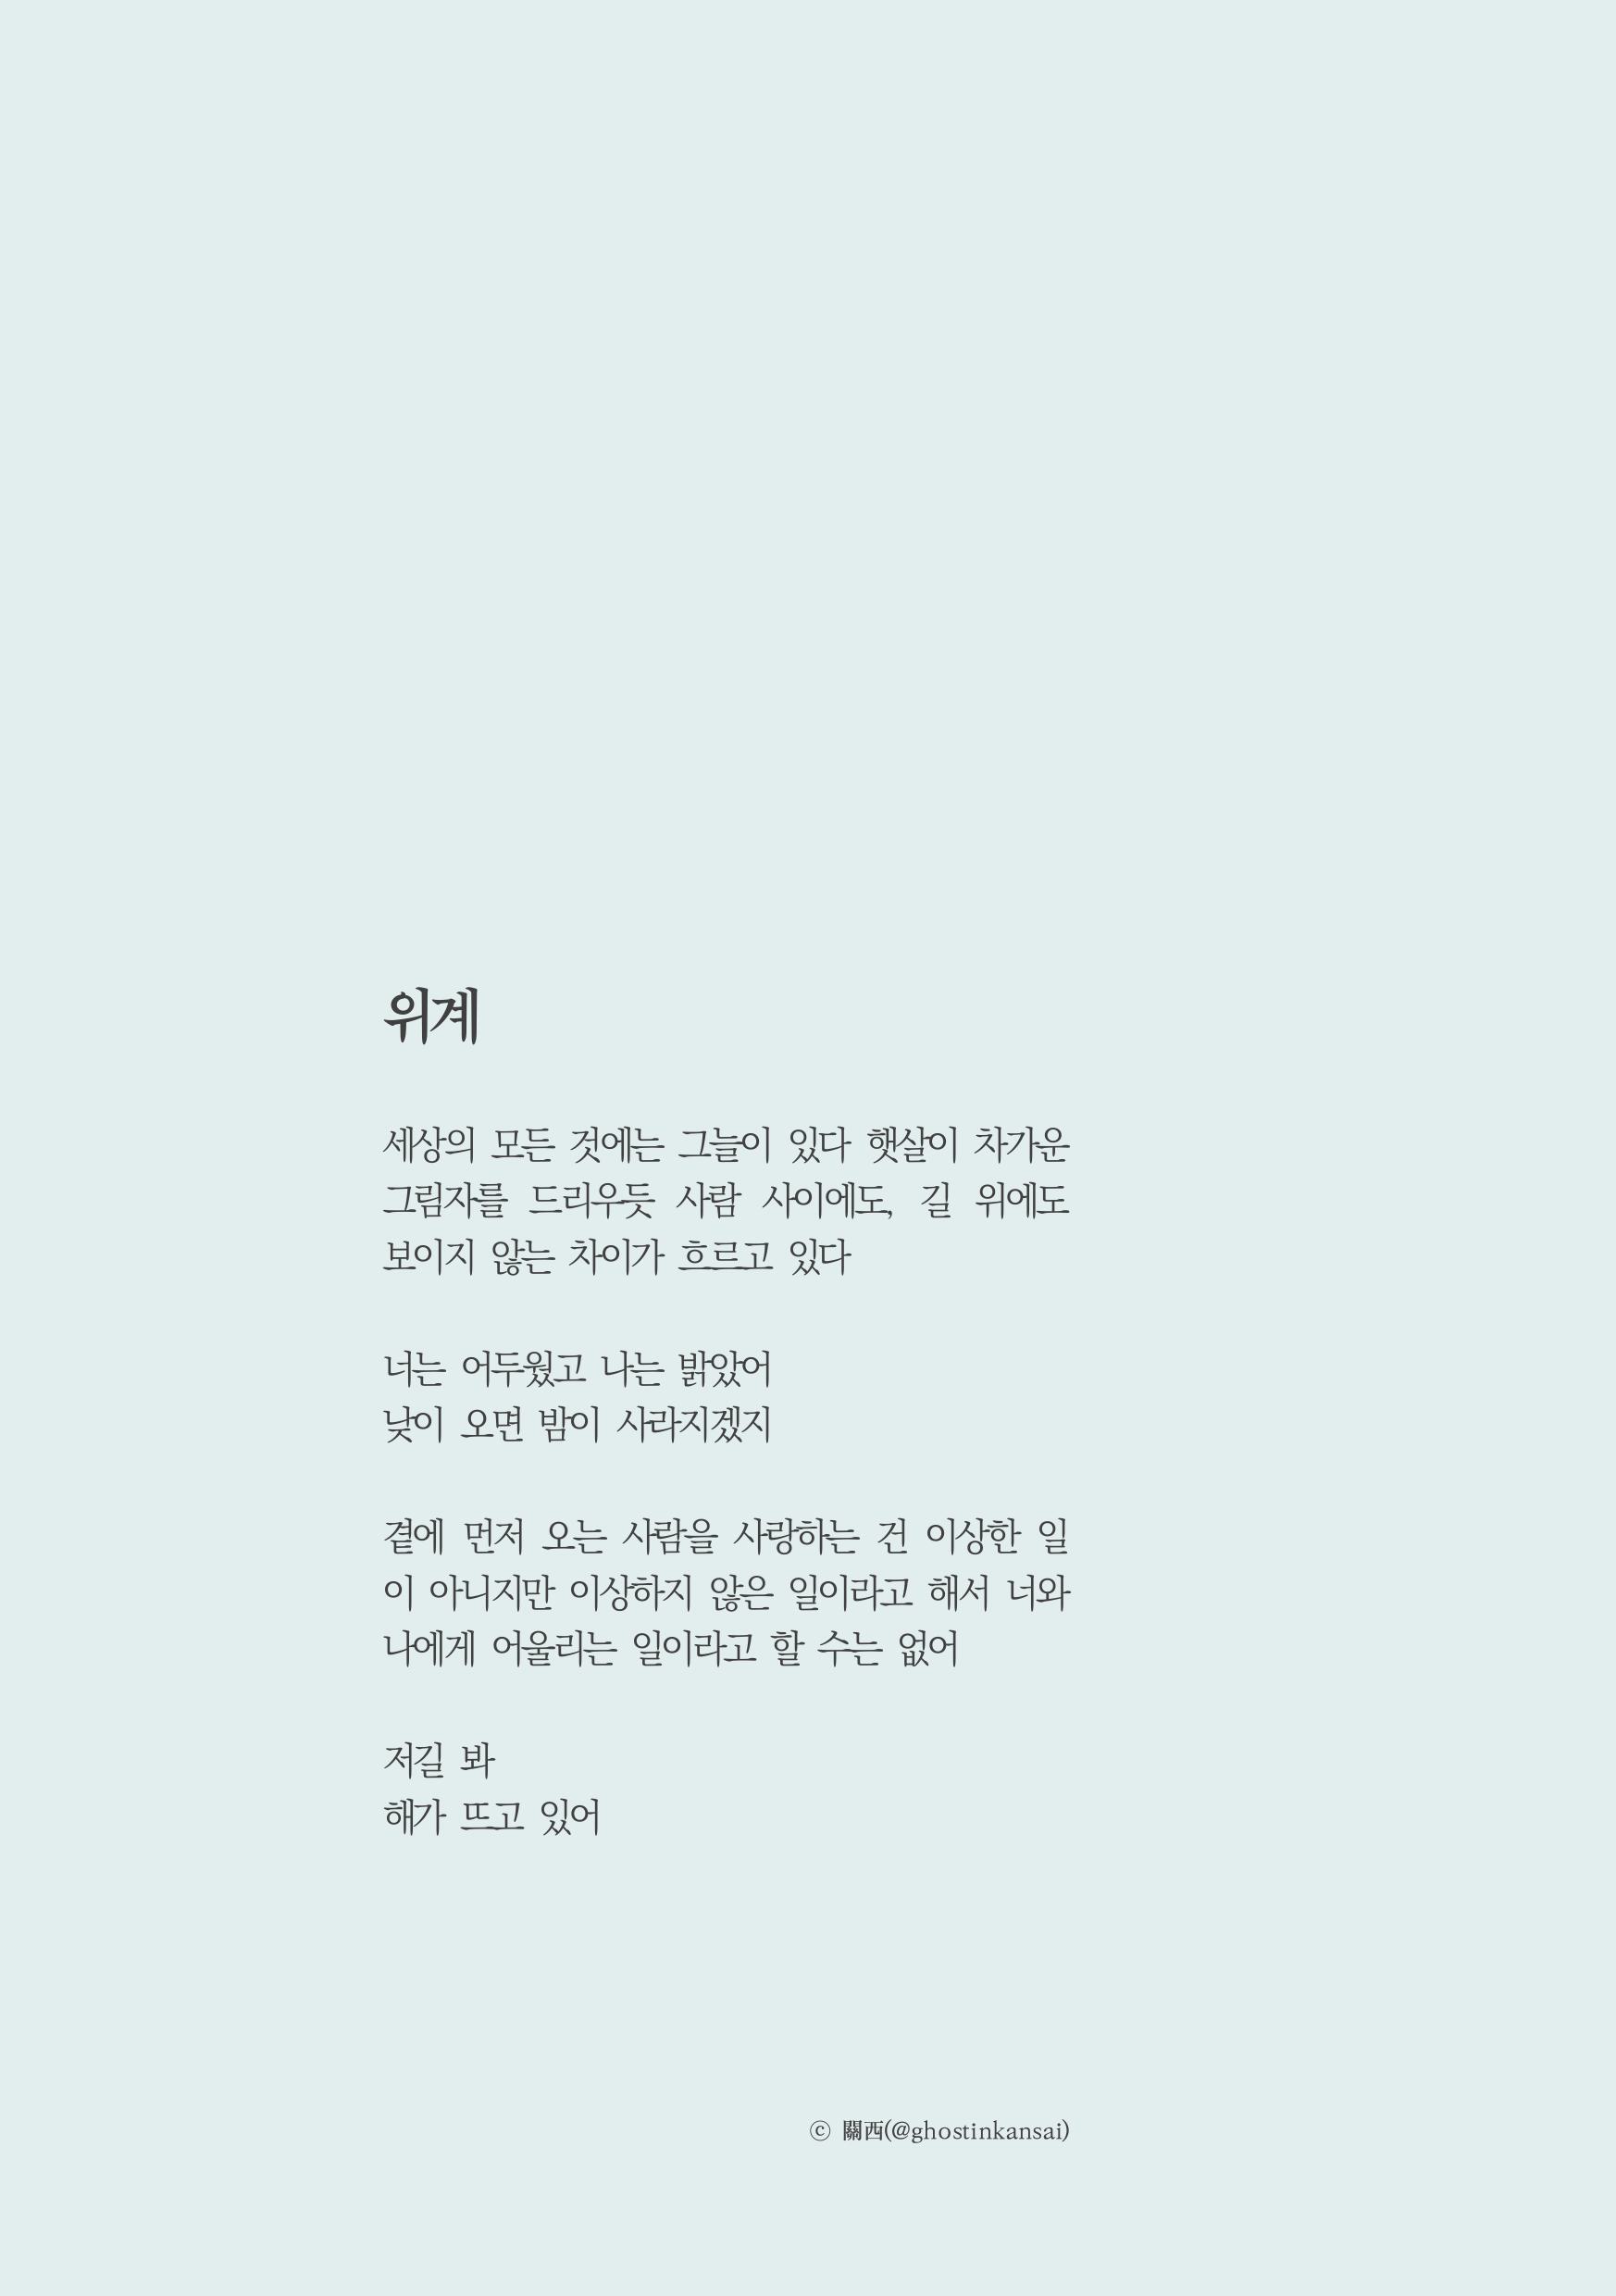 위계
세상의 모든 것에는 그늘이 있다 햇살이 차가운
그림자를 드리우듯 사람 사이에도, 길 위에도
보이지 않는 차이가 흐르고 있다
너는 어두웠고 나는 밝았어
낮이 오면 밤이 사라지겠지
곁에 먼저 오는 사람을 사랑하는 건 이상한 일
이 아니지만 이상하지 않은 일이라고 해서 너와
나에게 어울리는 일이라고 할 수는 없어
저길 봐
해가 뜨고 있어
ⓒ 關西(@ghostinkansai)